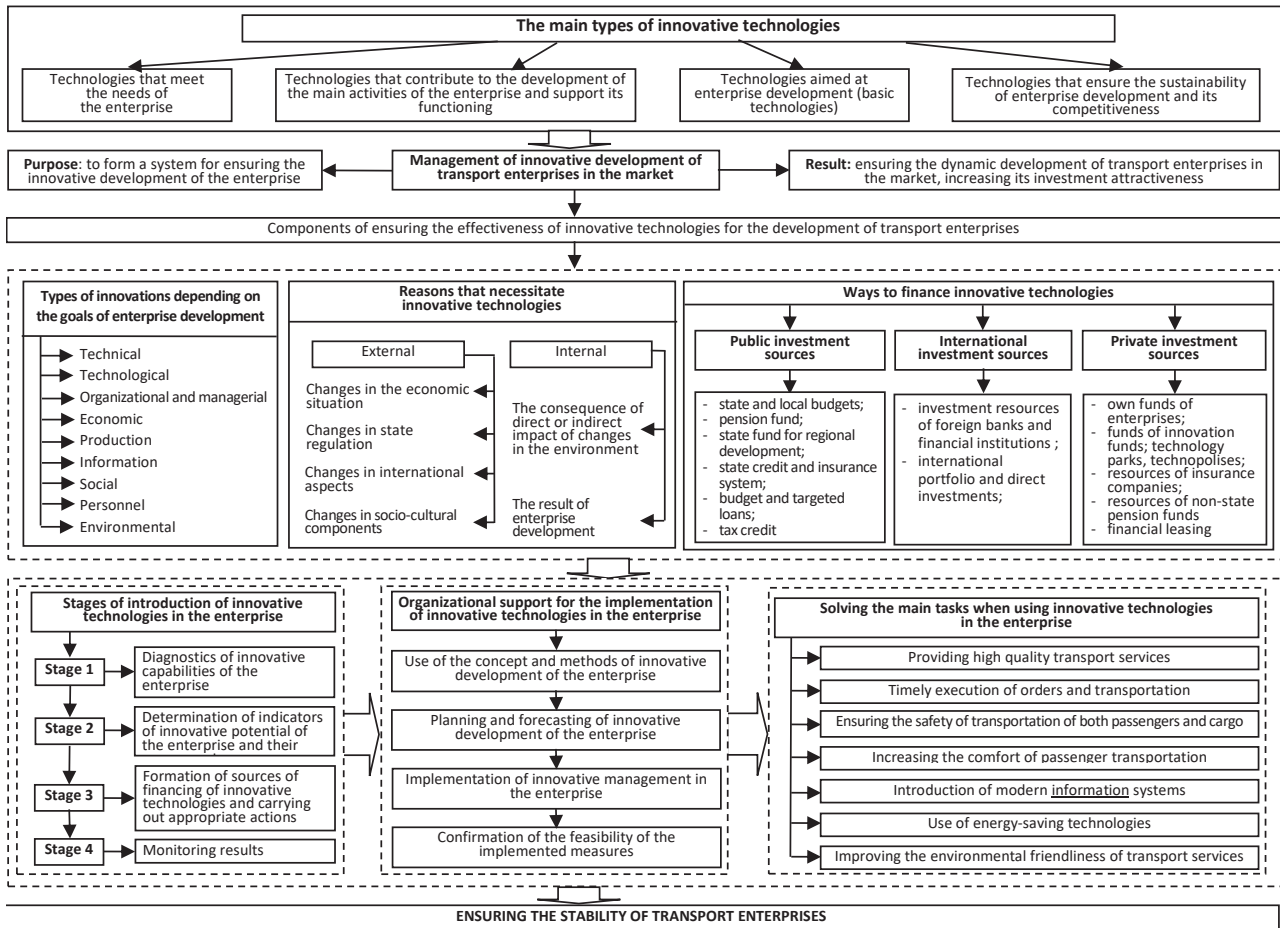 The main types of innovative technologies
Technologies that meet
the needs of
the enterprise
Technologies that contribute to the development of
the main activities of the enterprise and support its
functioning
Technologies aimed at
enterprise development (basic
technologies)
Technologies that ensure the sustainability
of enterprise development and its
competitiveness
Purpose: to form a system for ensuring the
innovative development of the enterprise
Management of innovative development of
transport enterprises in the market
Result: ensuring the dynamic development of transport enterprises in
the market, increasing its investment attractiveness
Components of ensuring the effectiveness of innovative technologies for the development of transport enterprises
Types of innovations depending on
the goals of enterprise development
Technical
Technological
Organizational and managerial
Economic
Production
Information
Social
Personnel
Environmental
Reasons that necessitate
innovative technologies
External
Changes in the economic
situation
Changes in state
regulation
Changes in international
aspects
Changes in socio-cultural
components
Internal
The consequence of
direct or indirect
impact of changes
in the environment
The result of
enterprise
development
Ways to finance innovative technologies
Public investment
sources
- state and local budgets;
- pension fund;
- state fund for regional
development;
- state credit and insurance
system;
- budget and targeted
loans;
- tax credit
International
investment sources
- investment resources
of foreign banks and
financial institutions ;
- international
portfolio and direct
investments;
Private investment
sources
- own funds of
enterprises;
- funds of innovation
funds; technology
parks, technopolises;
- resources of insurance
companies;
- resources of non-state
pension funds
- financial leasing
Stages of introduction of innovative
technologies in the enterprise
Stage 1
Diagnostics of innovative
capabilities of the
enterprise
Stage 2
Determination of indicators
of innovative potential
of the enterprise and their
Stage 3
Formation of sources of
financing of innovative
technologies and carrying
out appropriate actions
Stage 4
Monitoring results
Organizational support for the implementation
of innovative technologies in the enterprise
Use of the concept and methods of innovative
development of the enterprise
Planning and forecasting of innovative
development of the enterprise
Implementation of innovative management in
the enterprise
Confirmation of the feasibility of the
implemented measures
Solving the main tasks when using innovative technologies
in the enterprise
Providing high quality transport services
Timely execution of orders and transportation
Ensuring the safety of transportation of both passengers and cargo
Increasing the comfort of passenger transportation
Introduction of modern information systems
Use of energy-saving technologies
Improving the environmental friendliness of transport services
ENSURING THE STABILITY OF TRANSPORT ENTERPRISES